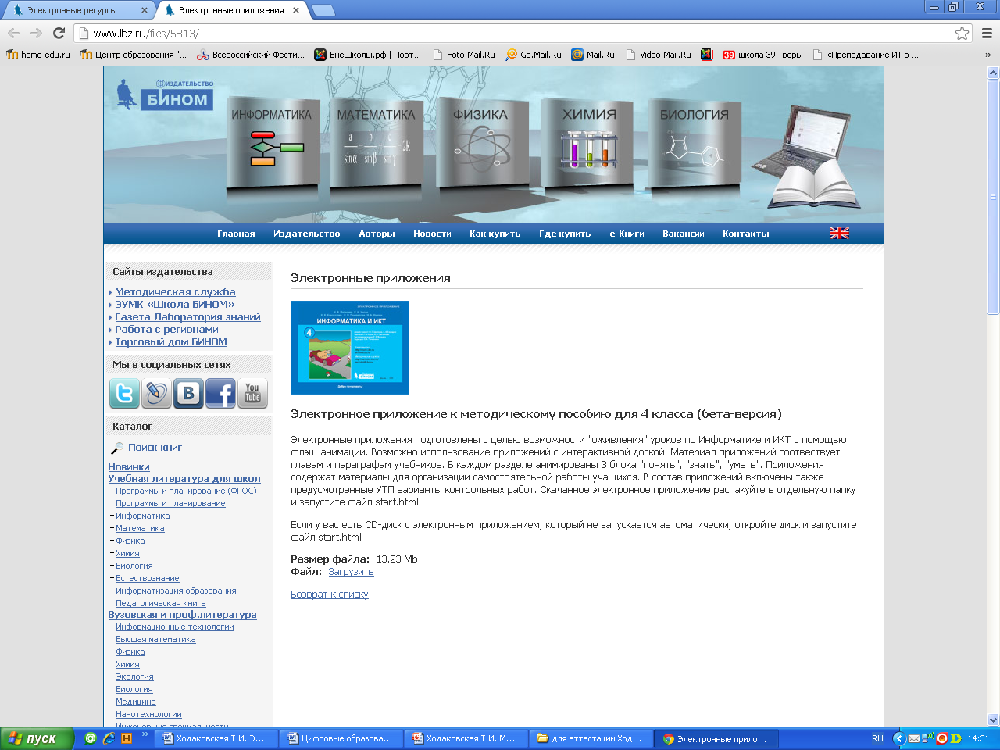 Электронные ресурсы
Электронные приложения
www.lbz.ru/files/5813/
home-edu.ru
Центр образования "...
Всероссийский Фести...
ВнеШколы.рф | Порт...
Foto.Mail.Ru
Go.Mail.Ru
Mail.Ru
Video.Mail.Ru
39 школа 39 Тверь
«Преподавание ИТ в ...
»
ИЗДАТЕЛЬСТВО
БИНОМ
ИНФОРМАТИКА
МАТЕМАТИКА
ФИЗИКА
ХИМИЯ
БИОЛОГИЯ
a/sin α = b/sin β = c/sin γ = 2R
Главная Издательство Авторы Новости Как купить Где купить е-Книги Вакансии Контакты
Сайты издательства
Методическая служба
ЭУМК «Школа БИНОМ»
Газета Лаборатория знаний
Работа с регионами
Торговый дом БИНОМ
Мы в социальных сетях
You Tube
Каталог
Поиск книг
Новинки
Учебная литература для школ
Программы и планирование (ФГОС)
Программы и планирование
+ Информатика
+ Математика
+ Физика
+ Химия
+ Биология
+ Естествознание
Информатизация образования
Педагогическая книга
Вузовская и проф.литература
Информационные технологии
Высшая математика
Физика
Химия
Экология
Биология
Медицина
Нанотехнологии
Инженерные специальности
Электронные приложения
ИНФОРМАТИКА И ИКТ
4
Электронное приложение к методическому пособию для 4 класса (бета-версия)
Электронные приложения подготовлены с целью возможности "оживления" уроков по Информатике и ИКТ с помощью
флэш-анимации. Возможно использование приложений с интерактивной доской. Материал приложений соотвествует
главам и параграфам учебников. В каждом разделе анимированы 3 блока "понять", "знать", "уметь". Приложения
содержат материалы для организации самостоятельной работы учащихся. В состав приложений включены также
предусмотренные УТП варианты контрольных работ. Скачанное электронное приложение распакуйте в отдельную папку
и запустите файл start.html
Если у вас есть CD-диск с электронным приложением, который не запускается автоматически, откройте диск и запустите
файл start.html
Размер файла: 13.23 Mb
Файл: Загрузить
Возврат к списку
пуск
»
Ходаковская Т.И. Э...
Цифровые образова...
Ходаковская Т.И. М...
для аттестации Ход...
Электронные прило...
RU
14:31